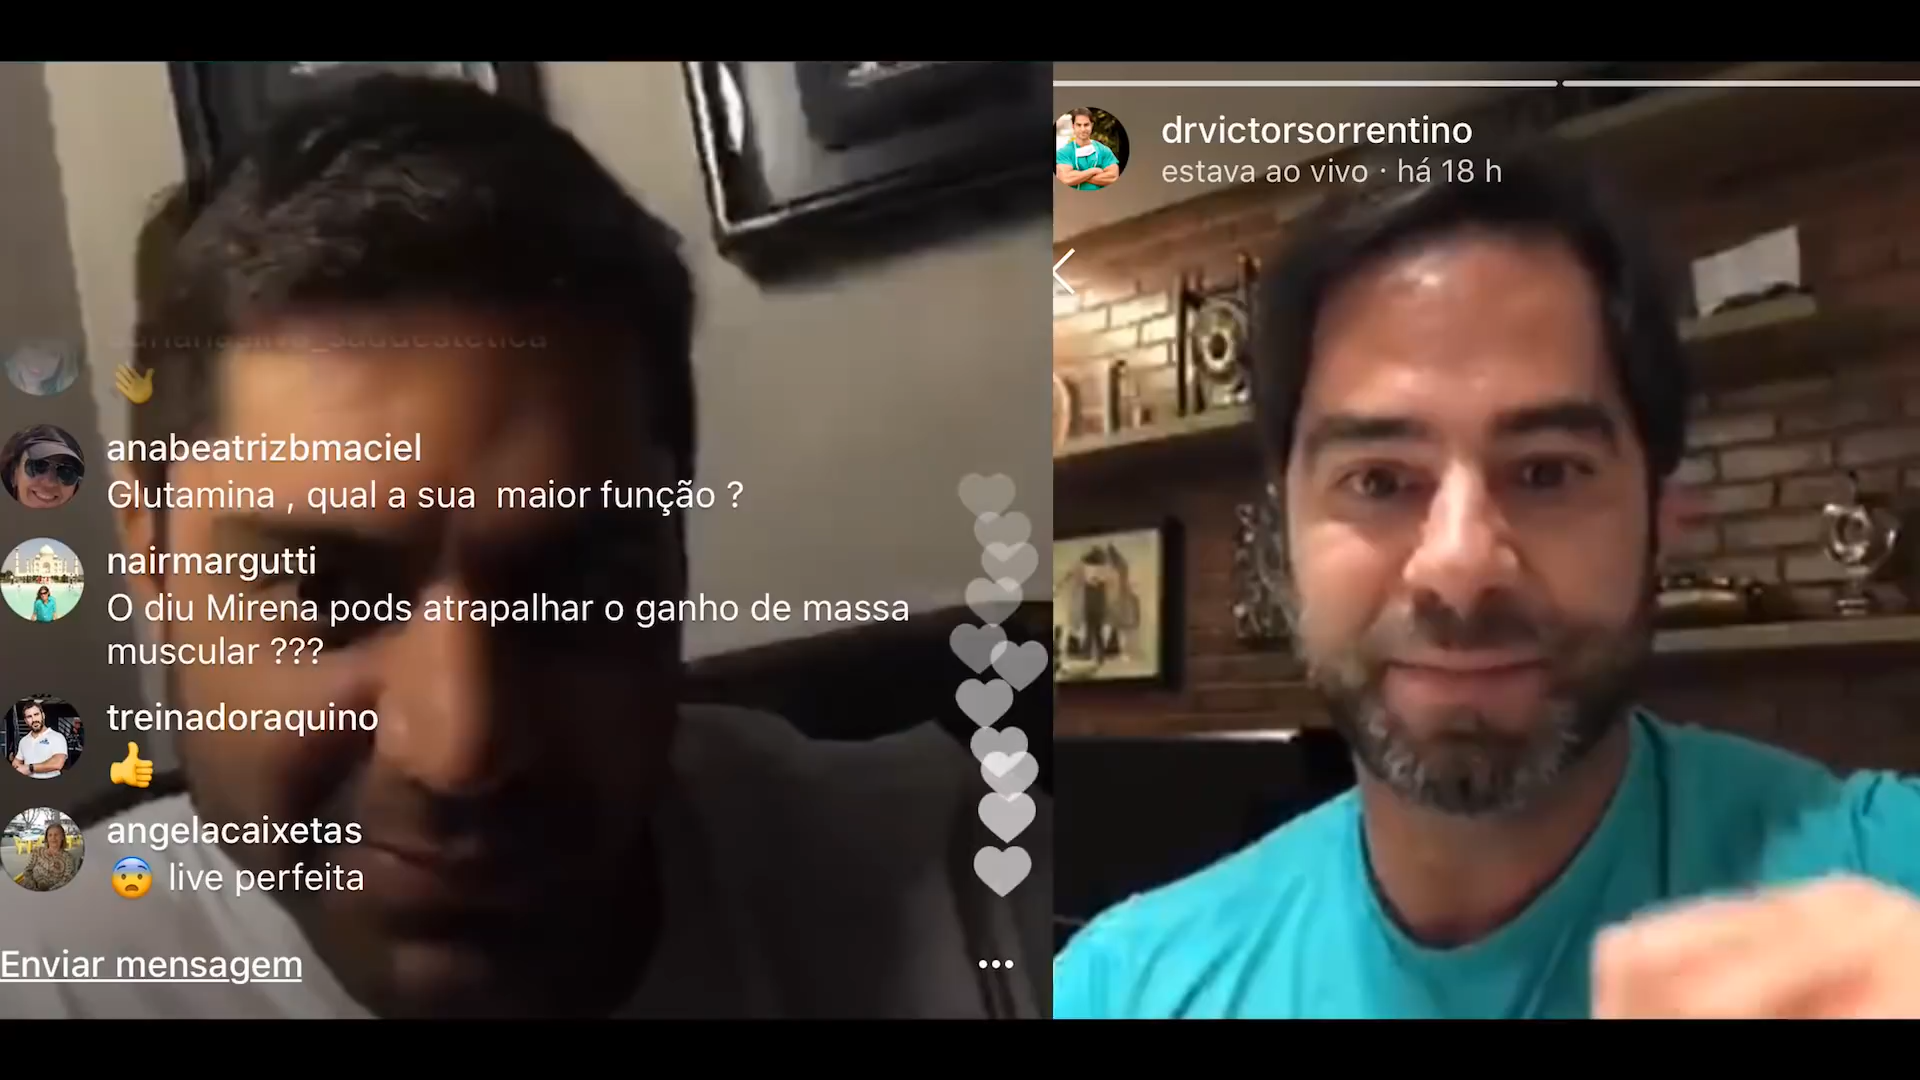 drvictorsorrentino
estava ao vivo · há 18 h
anabeatrizbmaciel
Glutamina , qual a sua maior função ?
nairmargutti
O diu Mirena pods atrapalhar o ganho de massa
muscular ???
treinadoraquino
👍
angelacaixetas
😨 live perfeita
Enviar mensagem